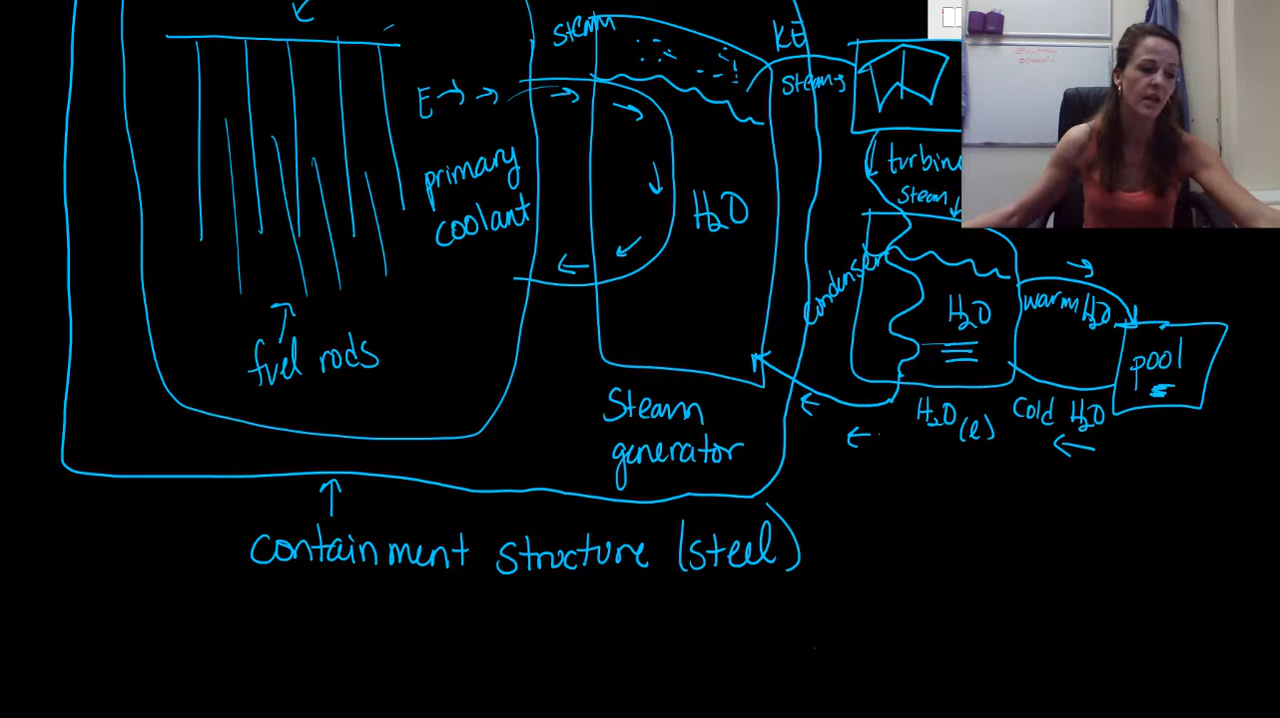 steam
KE
steam→
E → →
primary
coolant
H₂O
turbine
steam
condenser
H₂O
warm H₂O
pool
fuel rods
Steam
generator
H₂O (l)
Cold H₂O
containment structure (steel)